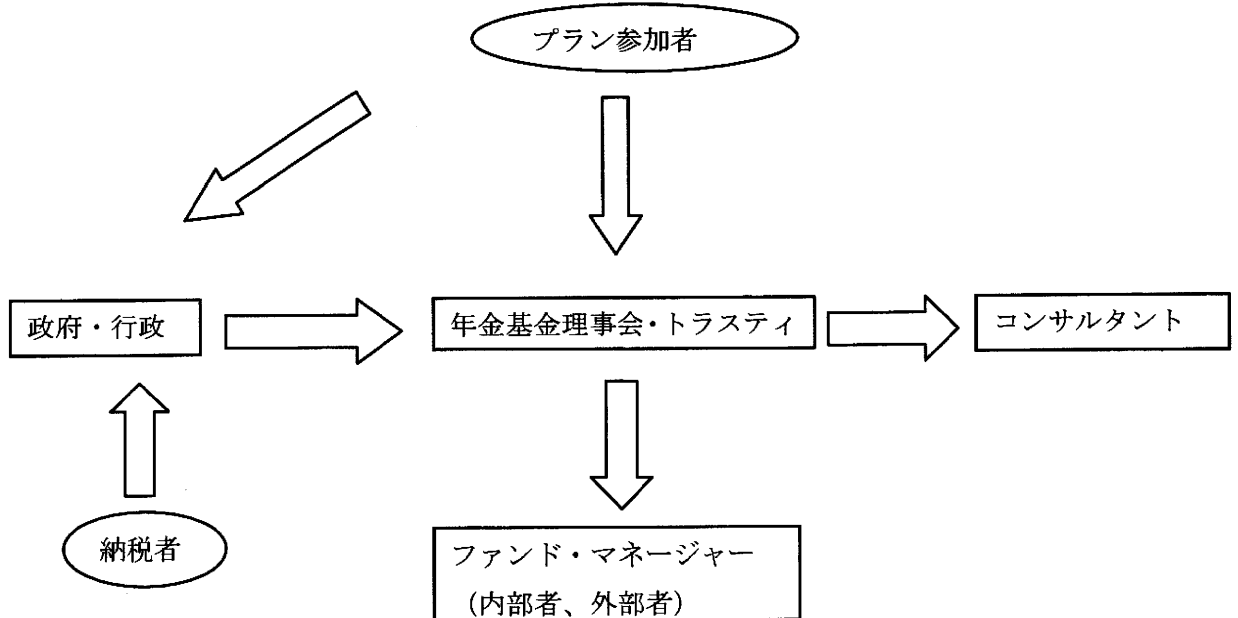 プラン参加者
政府・行政
年金基金理事会・トラスティ
コンサルタント
納税者
ファンド・マネージャー
（内部者、外部者）